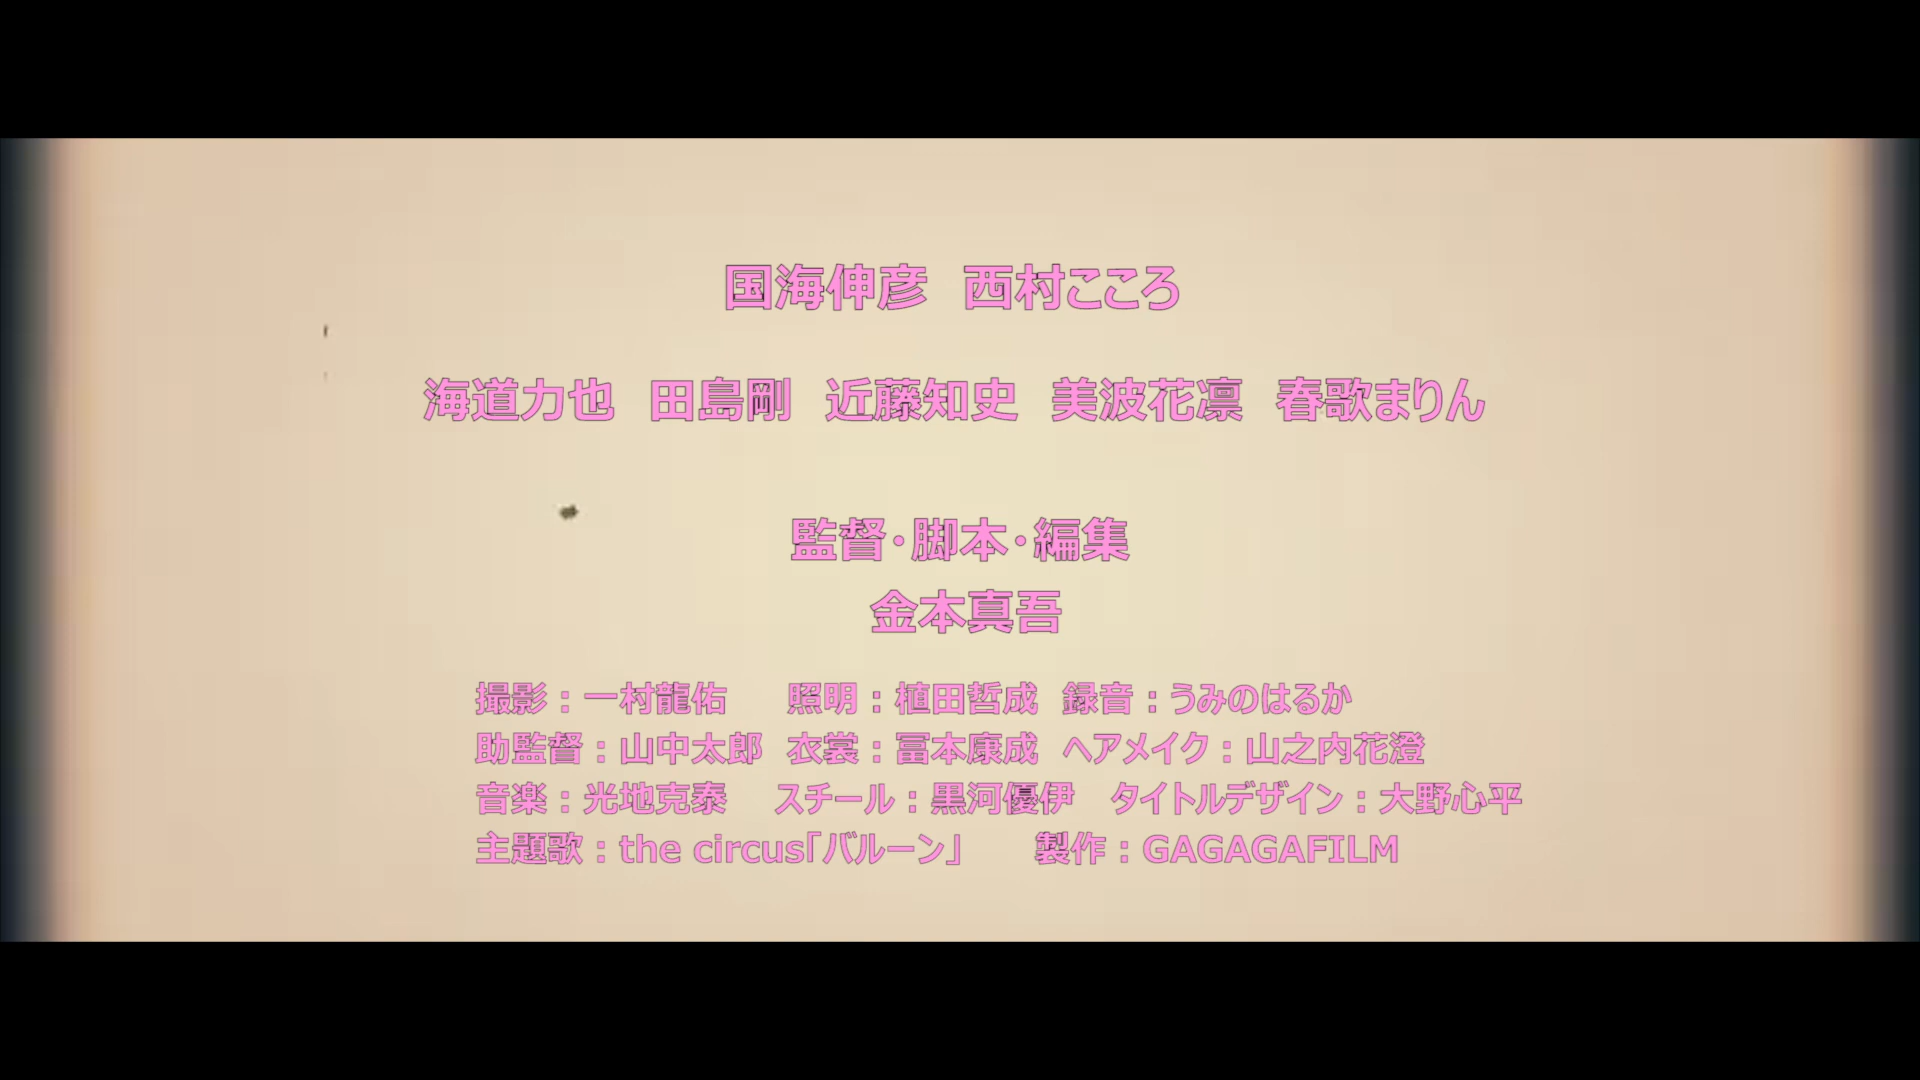 国海伸彦　西村こころ
海道力也　田島剛　近藤知史　美波花凛　春歌まりん
監督・脚本・編集
金本真吾
撮影：一村龍佑　照明：植田哲成　録音：うみのはるか
助監督：山中太郎　衣裳：冨本康成　ヘアメイク：山之内花澄
音楽：光地克泰　スチール：黒河優伊　タイトルデザイン：大野心平
主題歌：the circus「バルーン」　製作：GAGAGAFILM